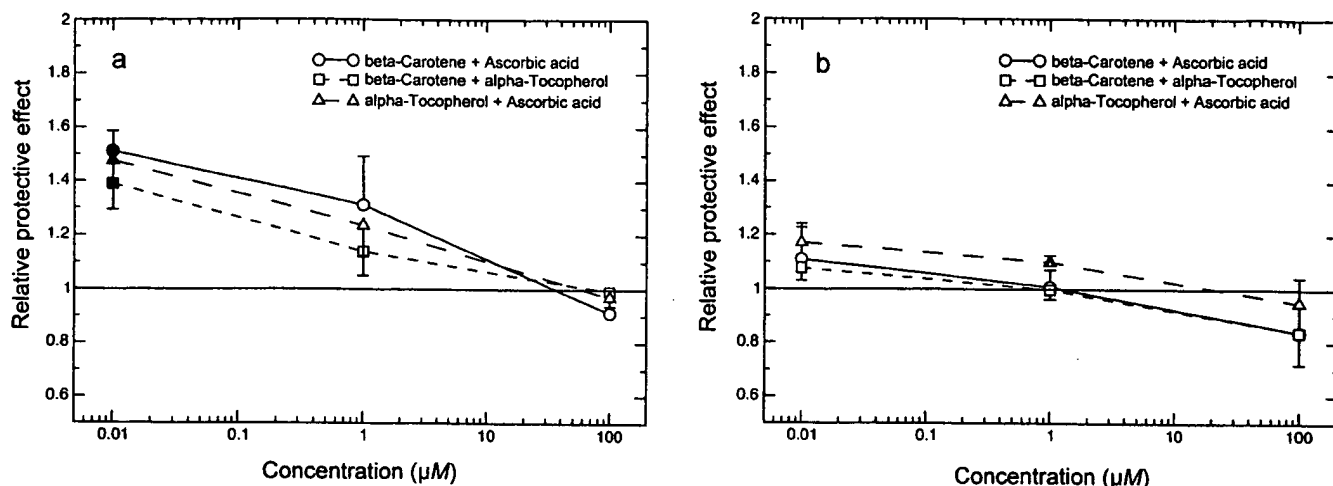 a
beta-Carotene + Ascorbic acid
beta-Carotene + alpha-Tocopherol
alpha-Tocopherol + Ascorbic acid
Relative protective effect
2
1.8
1.6
1.4
1.2
1
0.8
0.6
0.01
0.1
1
10
100
Concentration (µM)
b
beta-Carotene + Ascorbic acid
beta-Carotene + alpha-Tocopherol
alpha-Tocopherol + Ascorbic acid
Relative protective effect
2
1.8
1.6
1.4
1.2
1
0.8
0.6
0.01
0.1
1
10
100
Concentration (µM)